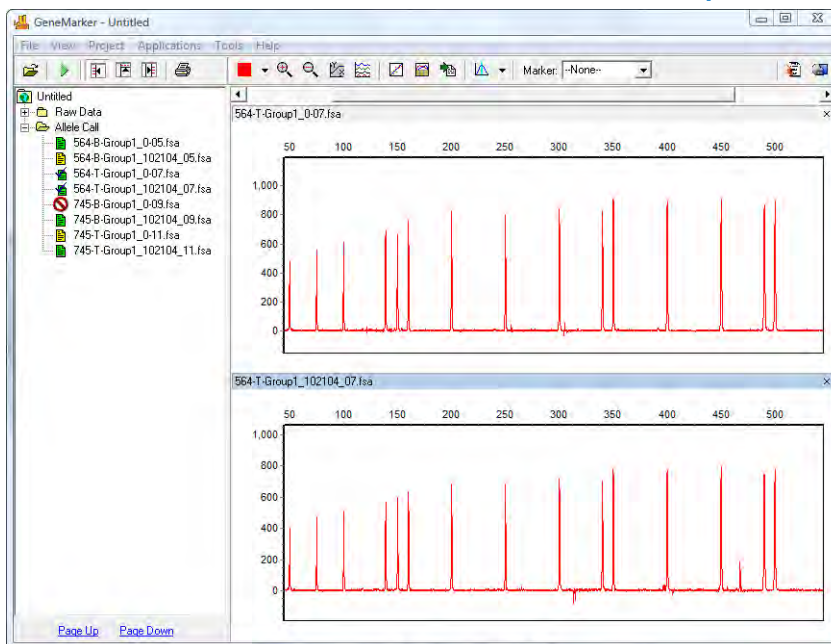 GeneMarker - Untitled
File View Project Applications Tools Help
Marker: --None--
Untitled
Raw Data
Allele Call
564-B-Group1_0-05.fsa
564-B-Group1_102104_05.fsa
564-T-Group1_0-07.fsa
564-T-Group1_102104_07.fsa
745-B-Group1_0-09.fsa
745-B-Group1_102104_09.fsa
745-T-Group1_0-11.fsa
745-T-Group1_102104_11.fsa
Page Up Page Down
564-T-Group1_0-07.fsa
50 100 150 200 250 300 350 400 450 500
1,000
800
600
400
200
0
564-T-Group1_102104_07.fsa
50 100 150 200 250 300 350 400 450 500
1,000
800
600
400
200
0